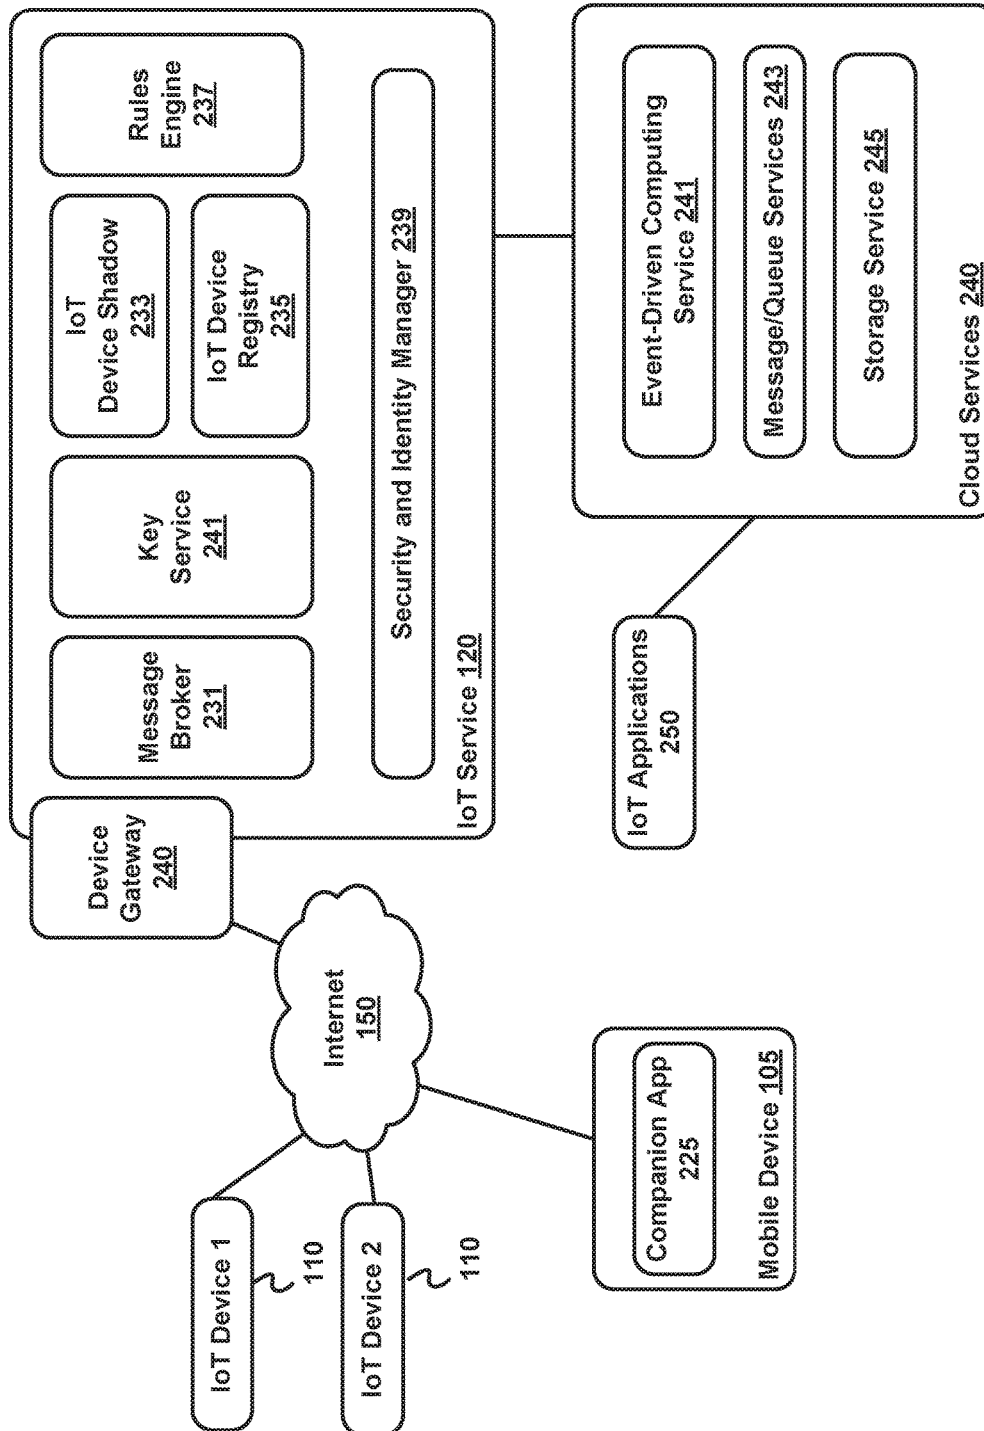 IoT Device 1
110
IoT Device 2
110
Internet
150
Companion App
225
Mobile Device 105
Device
Gateway
240
Message
Broker
231
Key
Service
241
IoT
Device Shadow
233
IoT Device
Registry
235
Rules
Engine
237
Security and Identity Manager 239
IoT Service 120
IoT Applications
250
Event-Driven Computing
Service 241
Message/Queue Services 243
Storage Service 245
Cloud Services 240